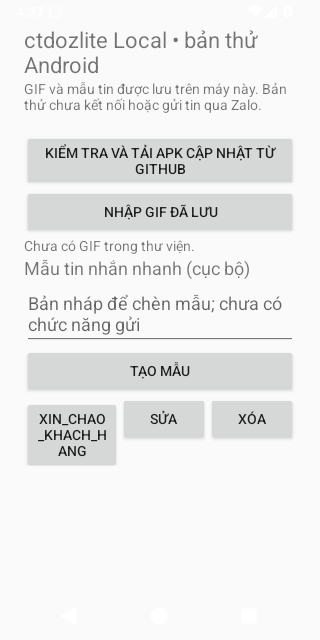 4:37
ctdozlite Local • bản thử
Android
GIF và mẫu tin được lưu trên máy này. Bản
thử chưa kết nối hoặc gửi tin qua Zalo.
KIỂM TRA VÀ TẢI APK CẬP NHẬT TỪ
GITHUB
NHẬP GIF ĐÃ LƯU
Chưa có GIF trong thư viện.
Mẫu tin nhắn nhanh (cục bộ)
Bản nháp để chèn mẫu; chưa có
chức năng gửi
TẠO MẪU
XIN_CHAO
_KHACH_H
ANG
SỬA
XÓA